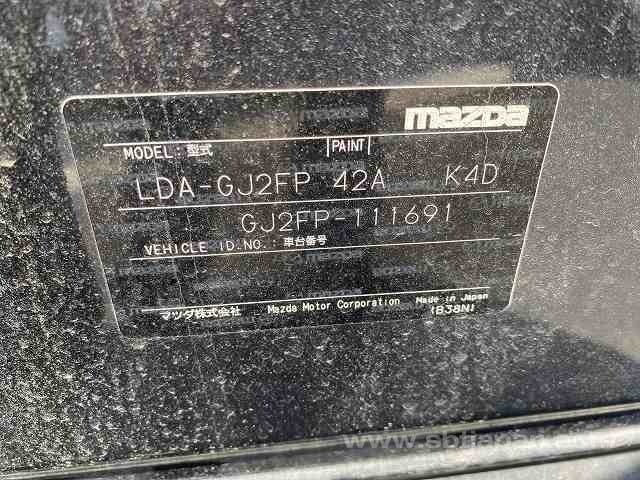 mazda
MODEL : 型式 PAINT
LDA-GJ2FP 42A K4D
GJ2FP-111691
VEHICLE ID.NO. : 車台番号
マツダ株式会社 Mazda Motor Corporation Made in Japan
(B38N)